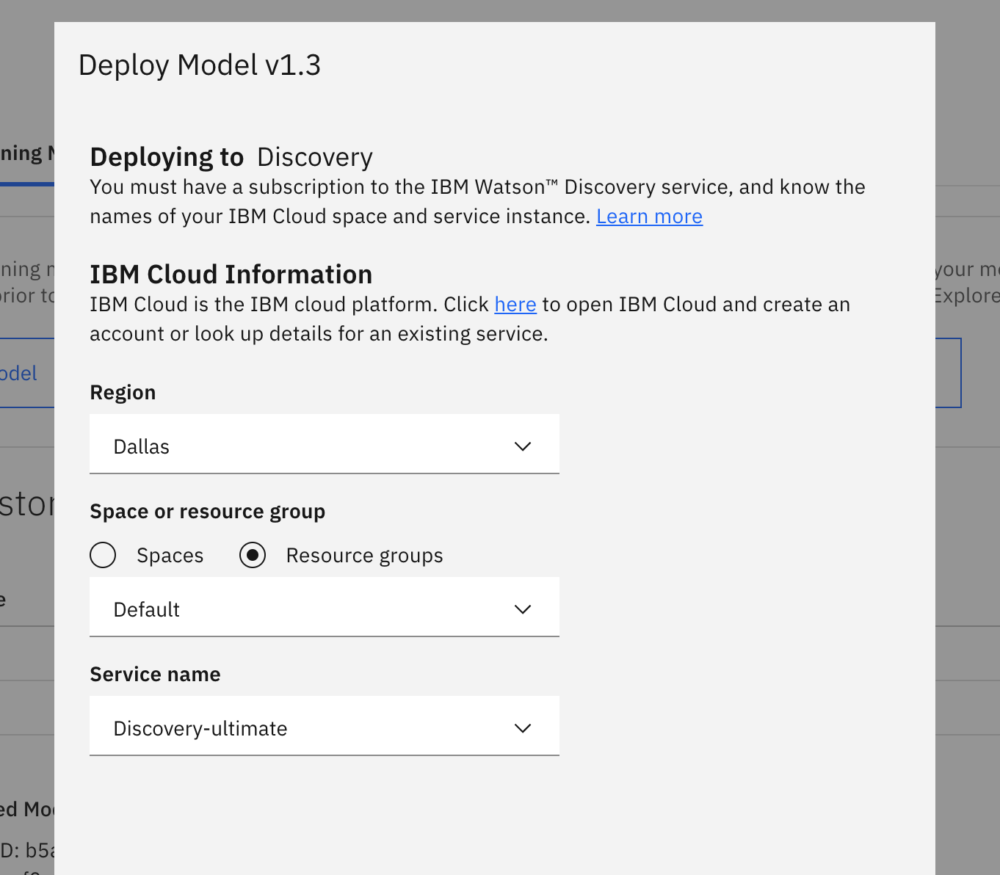 Deploy Model v1.3
ning
Deploying to Discovery
You must have a subscription to the IBM Watson™ Discovery service, and know the
names of your IBM Cloud space and service instance. Learn more
IBM Cloud Information
ning
your
rior
Explore
IBM Cloud is the IBM cloud platform. Click here to open IBM Cloud and create an
account or look up details for an existing service.
odel
Region
Dallas
Space or resource group
Spaces
Resource groups
Default
e
Service name
Discovery-ultimate
ed
D: b5a